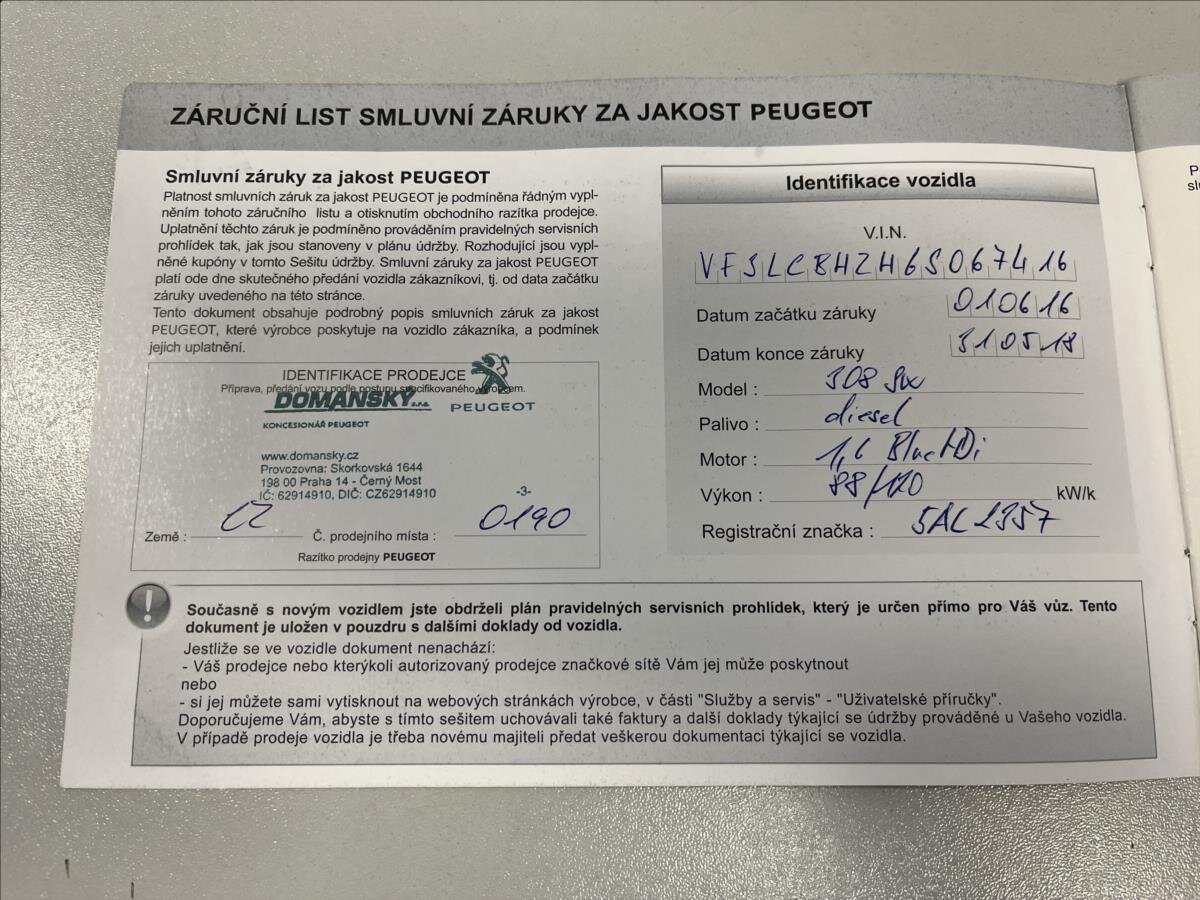 ZÁRUČNÍ LIST SMLUVNÍ ZÁRUKY ZA JAKOST PEUGEOT
Smluvní záruky za jakost PEUGEOT
Platnost smluvních záruk za jakost PEUGEOT je podmíněna řádným vypl-
něním tohoto záručního listu a otisknutím obchodního razítka prodejce.
Uplatnění těchto záruk je podmíněno prováděním pravidelných servisních
prohlídek tak, jak jsou stanoveny v plánu údržby. Rozhodující jsou vypl-
něné kupóny v tomto Sešitu údržby. Smluvní záruky za jakost PEUGEOT
platí ode dne skutečného předání vozidla zákazníkovi, tj. od data začátku
záruky uvedeného na této stránce.
Tento dokument obsahuje podrobný popis smluvních záruk za jakost
PEUGEOT, které výrobce poskytuje na vozidlo zákazníka, a podmínek
jejich uplatnění.
IDENTIFIKACE PRODEJCE
Příprava, předání vozu podle postupu specifikovaného výrobcem.
DOMANSKÝ s.r.o.
PEUGEOT
KONCESIONÁŘ PEUGEOT
www.domansky.cz
Provozovna: Skorkovská 1644
198 00 Praha 14 - Černý Most
IČ: 62914910, DIČ: CZ62914910
-3-
Země : CZ Č. prodejního místa : 0190
Razítko prodejny PEUGEOT
Identifikace vozidla
V.I.N.
VF3LCBHZH6S067416
Datum začátku záruky 010616
Datum konce záruky 310518
Model : 308 SW
Palivo : diesel
Motor : 1,6 BlueHDi
Výkon : 88/120 kW/k
Registrační značka : 5AL2357
Současně s novým vozidlem jste obdrželi plán pravidelných servisních prohlídek, který je určen přímo pro Váš vůz. Tento
dokument je uložen v pouzdru s dalšími doklady od vozidla.
Jestliže se ve vozidle dokument nenachází:
- Váš prodejce nebo kterýkoli autorizovaný prodejce značkové sítě Vám jej může poskytnout
nebo
- si jej můžete sami vytisknout na webových stránkách výrobce, v části "Služby a servis" - "Uživatelské příručky".
Doporučujeme Vám, abyste s tímto sešitem uchovávali také faktury a další doklady týkající se údržby prováděné u Vašeho vozidla.
V případě prodeje vozidla je třeba novému majiteli předat veškerou dokumentaci týkající se vozidla.